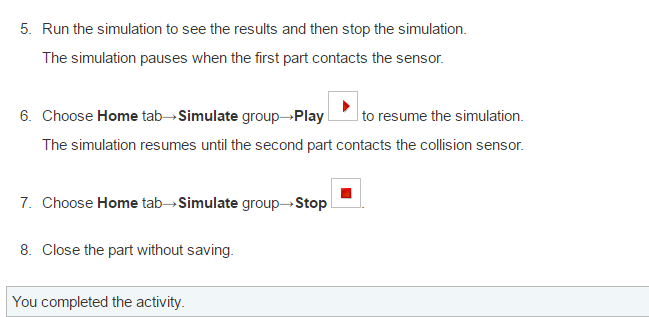 5. Run the simulation to see the results and then stop the simulation.
The simulation pauses when the first part contacts the sensor.
6. Choose Home tab→Simulate group→Play to resume the simulation.
The simulation resumes until the second part contacts the collision sensor.
7. Choose Home tab→Simulate group→Stop.
8. Close the part without saving.
You completed the activity.